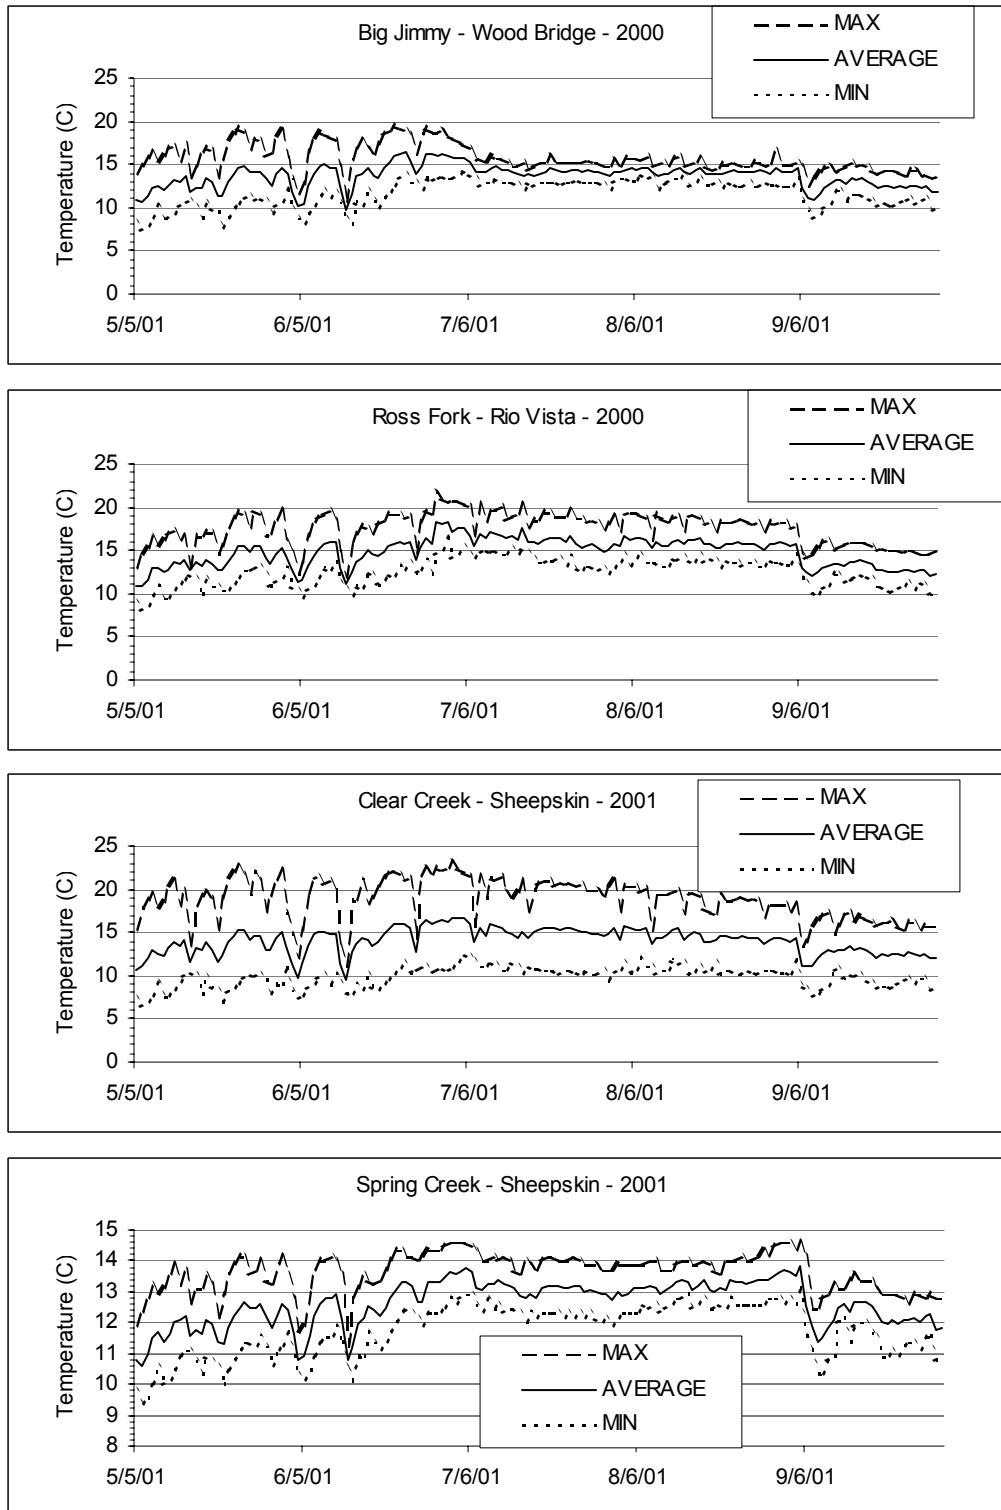 Big Jimmy - Wood Bridge - 2000
MAX
AVERAGE
MIN
Temperature (C)
25
20
15
10
5
0
5/5/01 6/5/01 7/6/01 8/6/01 9/6/01
Ross Fork - Rio Vista - 2000
MAX
AVERAGE
MIN
Temperature (C)
25
20
15
10
5
0
5/5/01 6/5/01 7/6/01 8/6/01 9/6/01
Clear Creek - Sheepskin - 2001
MAX
AVERAGE
MIN
Temperature (C)
25
20
15
10
5
0
5/5/01 6/5/01 7/6/01 8/6/01 9/6/01
Spring Creek - Sheepskin - 2001
Temperature (C)
15
14
13
12
11
10
9
8
MAX
AVERAGE
MIN
5/5/01 6/5/01 7/6/01 8/6/01 9/6/01